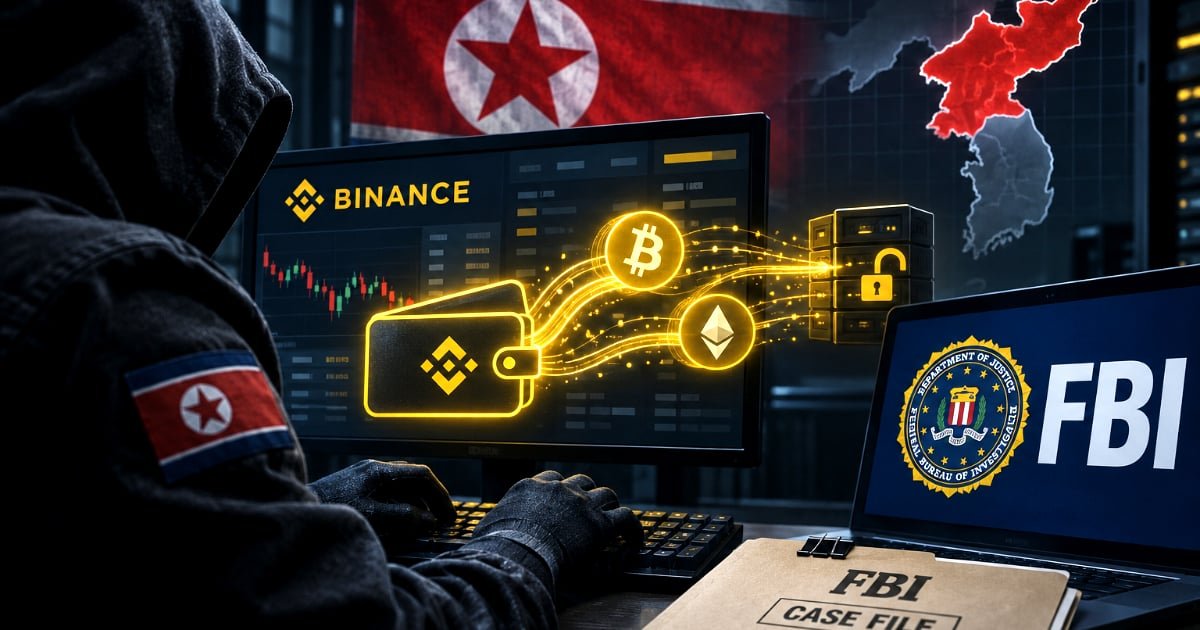 BINANCE
DEPARTMENT OF JUSTICE
FEDERAL BUREAU OF INVESTIGATION
FBI
FBI
CASE FILE